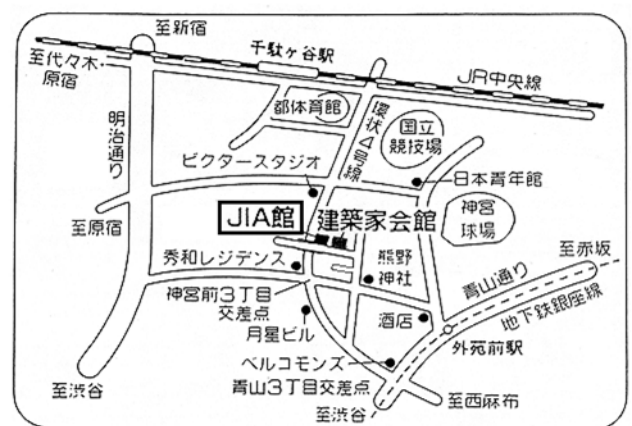 至新宿
千駄ヶ谷駅
至代々木・
原宿
JR中央線
明治通り
都体育館
環状4号線
国立
競技場
ビクタースタジオ
日本青年館
JIA館
建築家会館
神宮
球場
至原宿
秀和レジデンス
熊野
神社
至赤坂
青山通り
地下鉄銀座線
神宮前3丁目
交差点
月星ビル
酒店
外苑前駅
ベルコモンズ
青山3丁目交差点
至渋谷
至渋谷
至西麻布